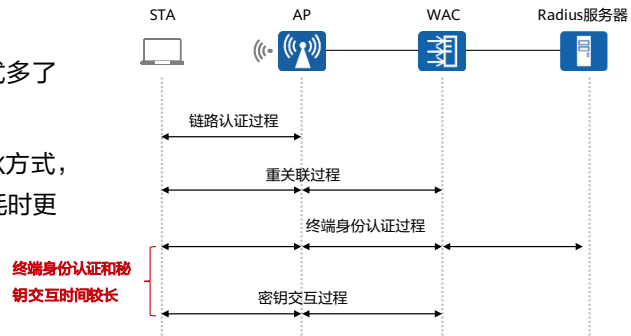 STA
AP
WAC
Radius服务器
式多了
链路认证过程
方式，
重关联过程
耗时更
终端身份认证过程
终端身份认证和秘
钥交互时间较长
密钥交互过程